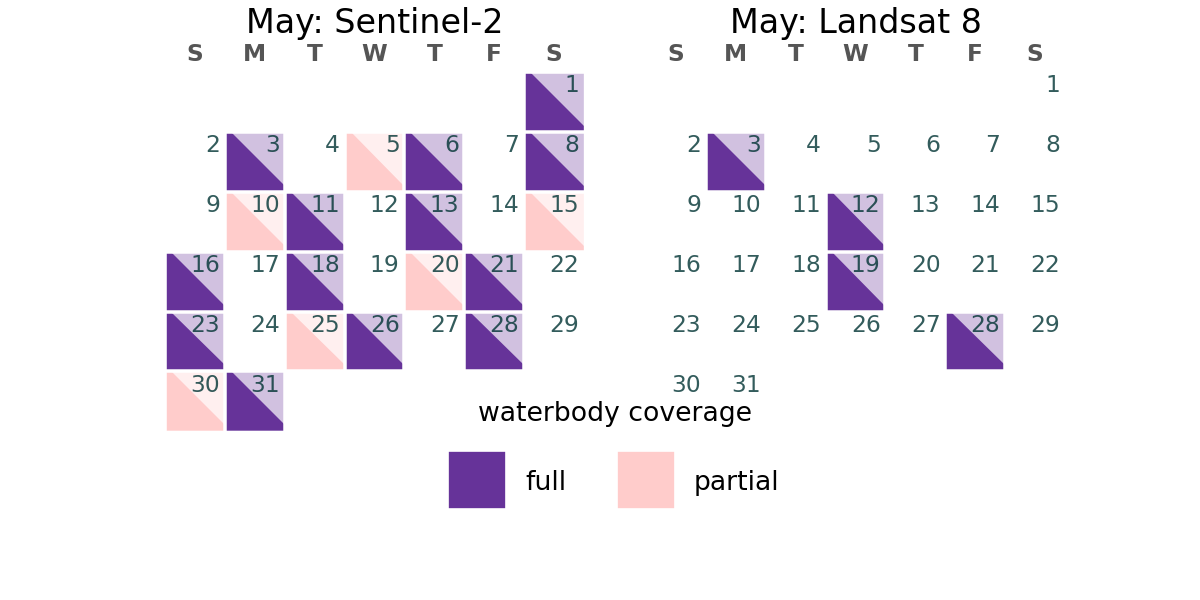 May: Sentinel-2
S M T W T F S
1
2 3 4 5 6 7 8
9 10 11 12 13 14 15
16 17 18 19 20 21 22
23 24 25 26 27 28 29
30 31
May: Landsat 8
S M T W T F S
1
2 3 4 5 6 7 8
9 10 11 12 13 14 15
16 17 18 19 20 21 22
23 24 25 26 27 28 29
30 31
waterbody coverage
full partial